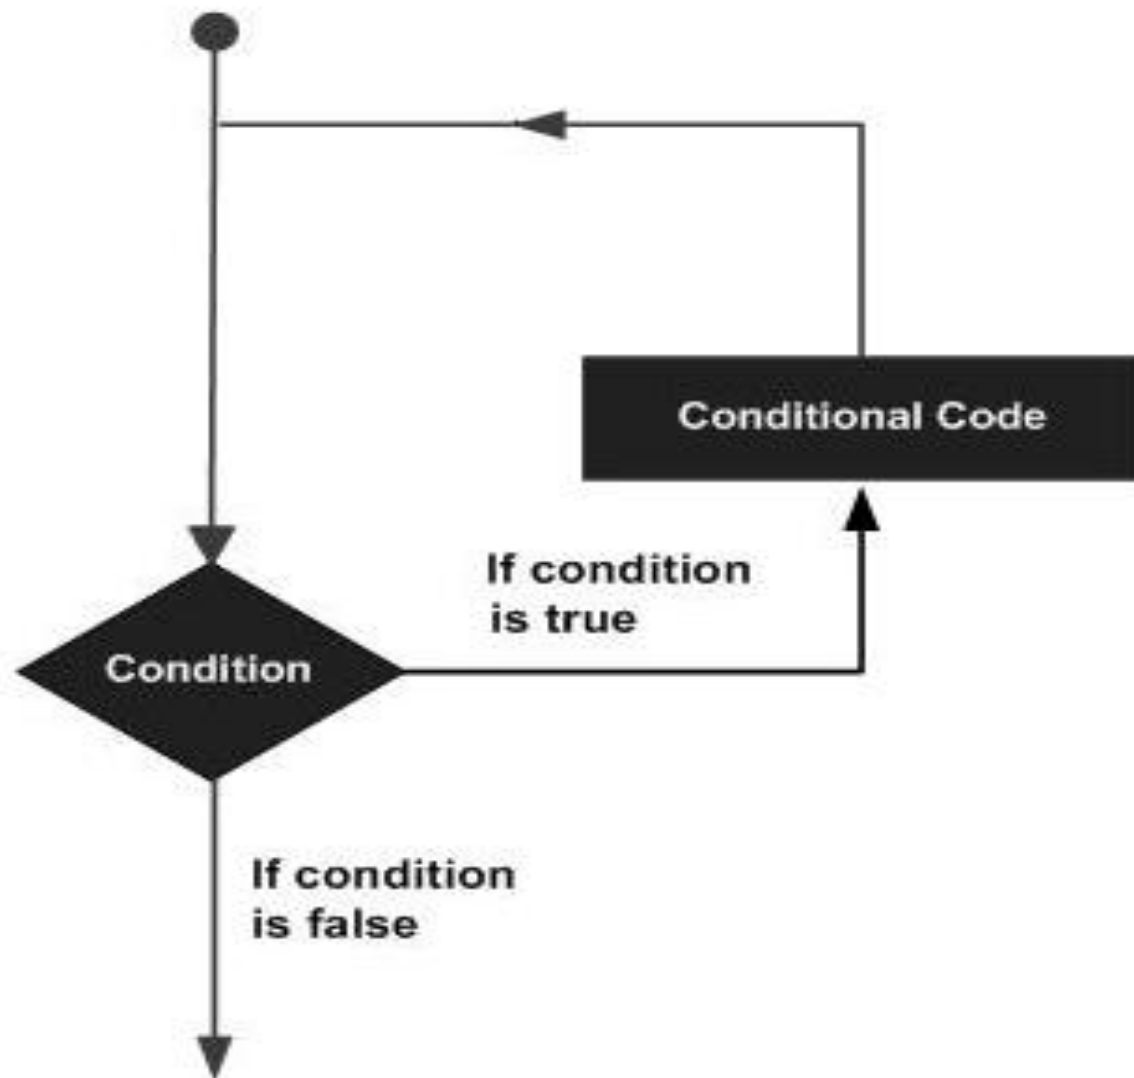 Conditional Code
If condition
is true
Condition
If condition
is false